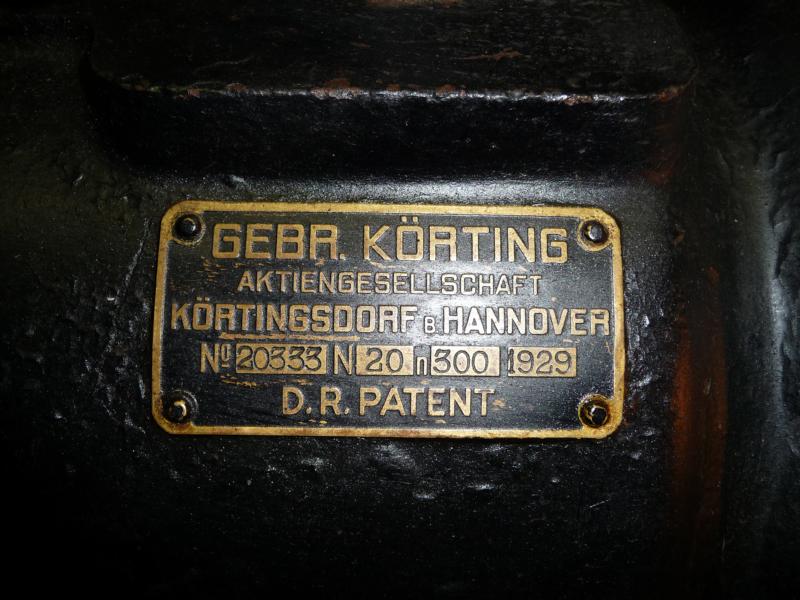 GEBR. KÖRTING
AKTIENGESELLSCHAFT
KÖRTINGSDORF B. HANNOVER
No 20333 N 20 n 300 1929
D. R. PATENT